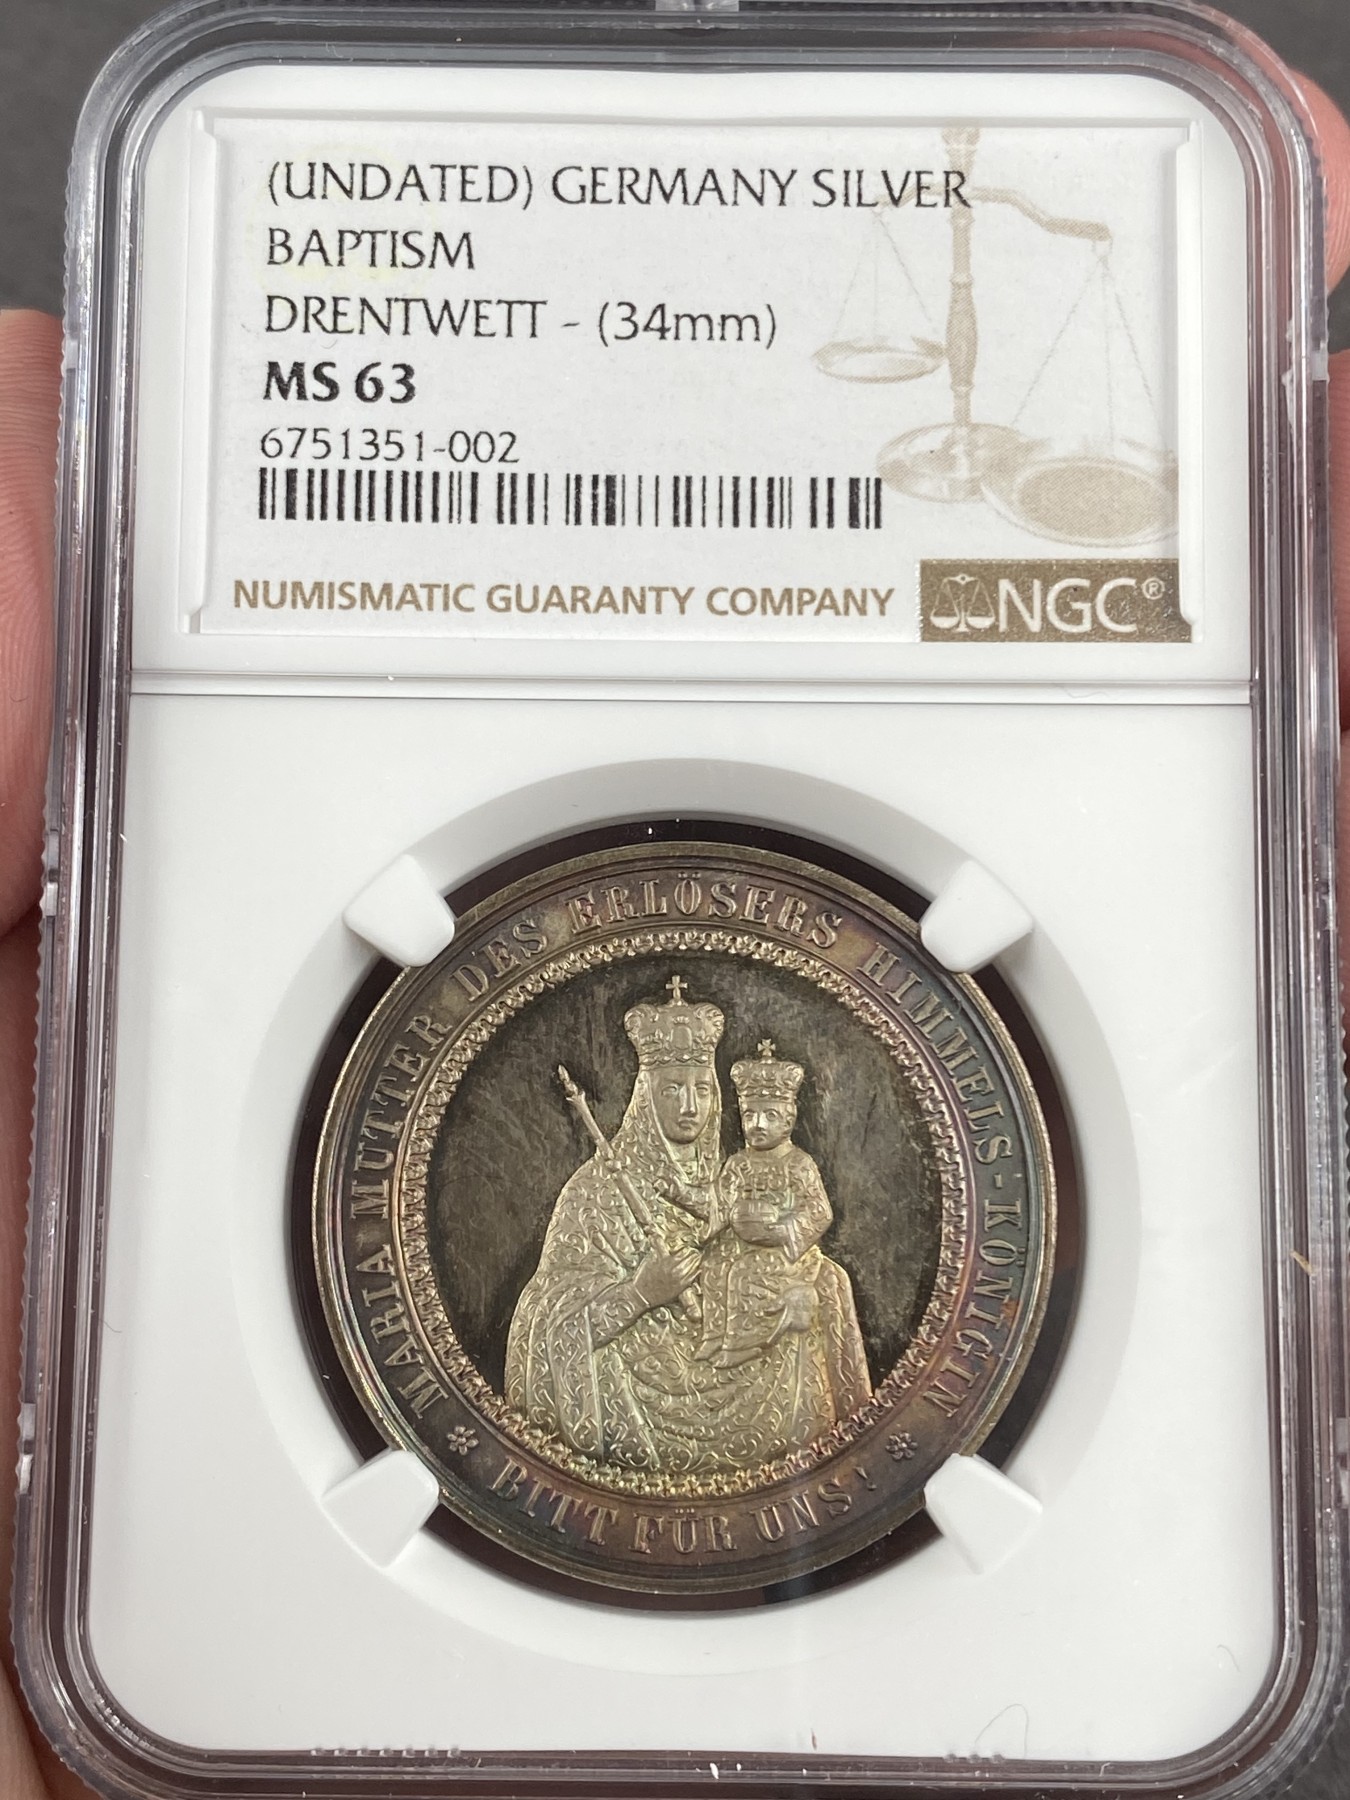 (UNDATED) GERMANY SILVER
BAPTISM
DRENTWETT - (34mm)
MS 63
6751351-002
NUMISMATIC GUARANTY COMPANY
NGC®
MARIA MUTTER DES ERLÖSERS HIMMELS-KÖNIGIN
BITT FÜR UNS!